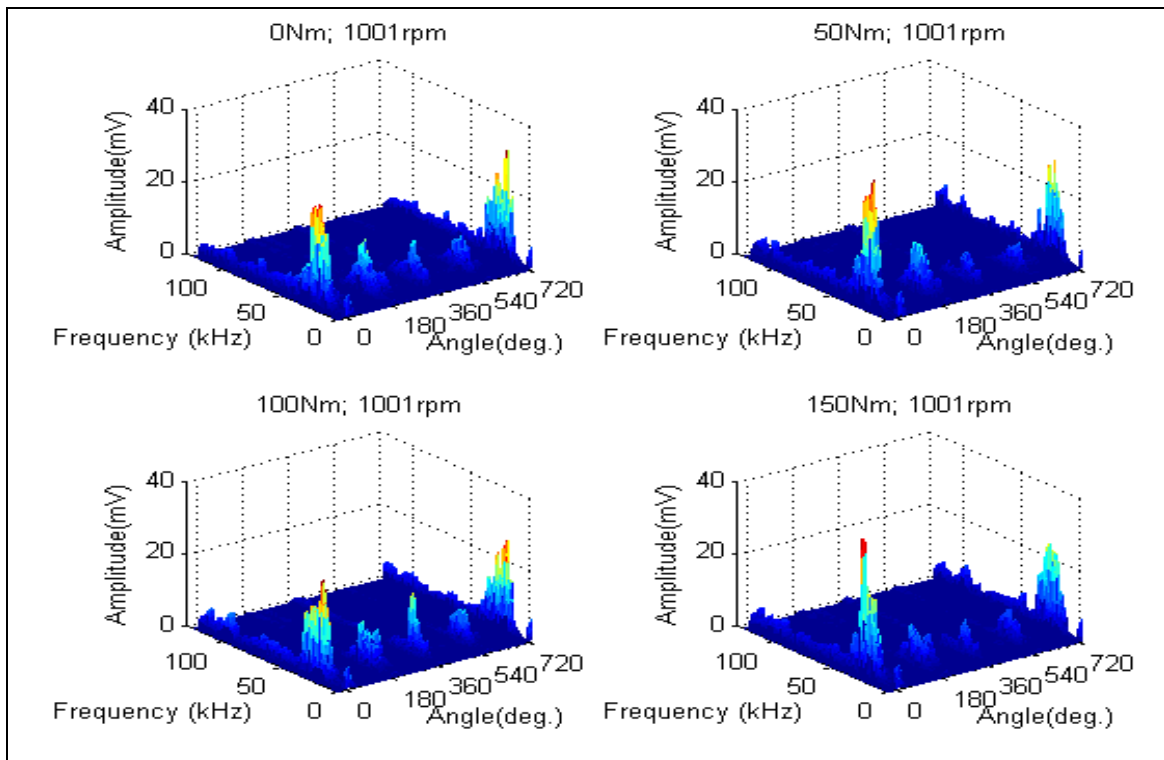 0Nm; 1001rpm
Amplitude(mV)
40
20
0
100
50
0
Frequency (kHz)
0
180
360
540
720
Angle(deg.)
50Nm; 1001rpm
Amplitude(mV)
40
20
0
100
50
0
Frequency (kHz)
0
180
360
540
720
Angle(deg.)
100Nm; 1001rpm
Amplitude(mV)
40
20
0
100
50
0
Frequency (kHz)
0
180
360
540
720
Angle(deg.)
150Nm; 1001rpm
Amplitude(mV)
40
20
0
100
50
0
Frequency (kHz)
0
180
360
540
720
Angle(deg.)